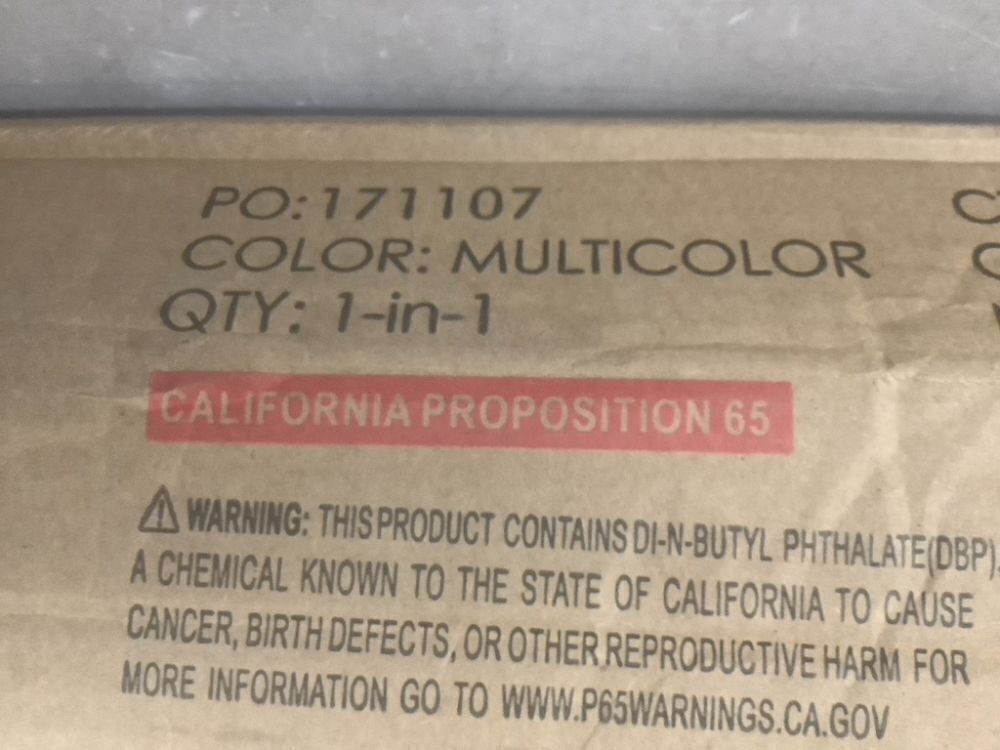 PO:171107
COLOR: MULTICOLOR
QTY: 1-in-1
CALIFORNIA PROPOSITION 65
⚠ WARNING: THIS PRODUCT CONTAINS DI-N-BUTYL PHTHALATE(DBP),
A CHEMICAL KNOWN TO THE STATE OF CALIFORNIA TO CAUSE
CANCER, BIRTH DEFECTS, OR OTHER REPRODUCTIVE HARM FOR
MORE INFORMATION GO TO WWW.P65WARNINGS.CA.GOV